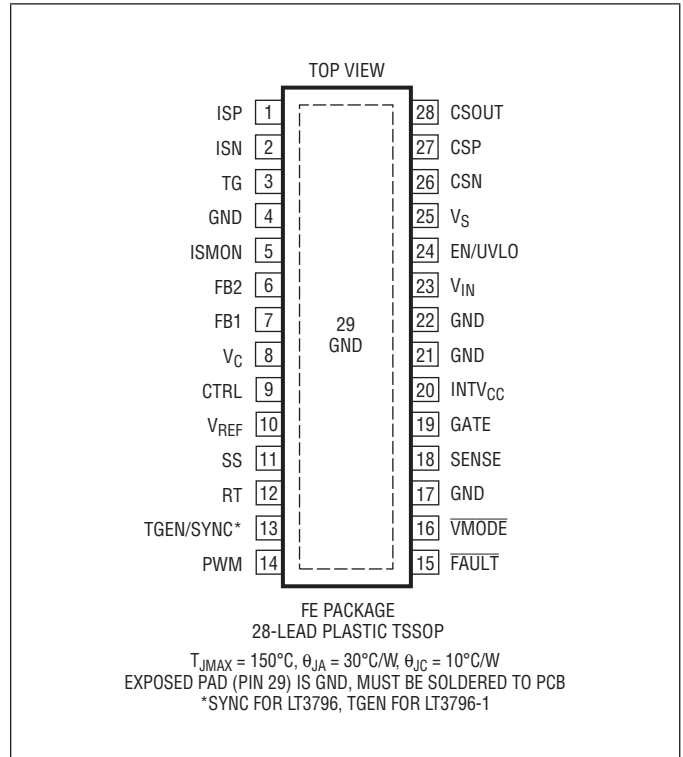 TOP VIEW
ISP 1
ISN 2
TG 3
GND 4
ISMON 5
FB2 6
FB1 7
VC 8
CTRL 9
VREF 10
SS 11
RT 12
TGEN/SYNC* 13
PWM 14
29
GND
28 CSOUT
27 CSP
26 CSN
25 VS
24 EN/UVLO
23 VIN
22 GND
21 GND
20 INTVCC
19 GATE
18 SENSE
17 GND
16 VMODE
15 FAULT
FE PACKAGE
28-LEAD PLASTIC TSSOP
TJMAX = 150°C, θJA = 30°C/W, θJC = 10°C/W
EXPOSED PAD (PIN 29) IS GND, MUST BE SOLDERED TO PCB
*SYNC FOR LT3796, TGEN FOR LT3796-1